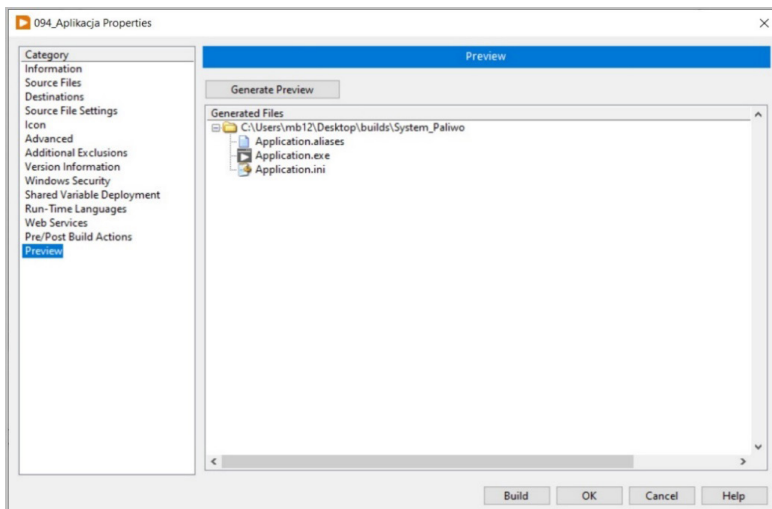 094_Aplikacja Properties
Category
Information
Source Files
Destinations
Source File Settings
Icon
Advanced
Additional Exclusions
Version Information
Windows Security
Shared Variable Deployment
Run-Time Languages
Web Services
Pre/Post Build Actions
Preview
Preview
Generate Preview
Generated Files
C:\Users\mb12\Desktop\builds\System_Paliwo
Application.aliases
Application.exe
Application.ini
Build OK Cancel Help